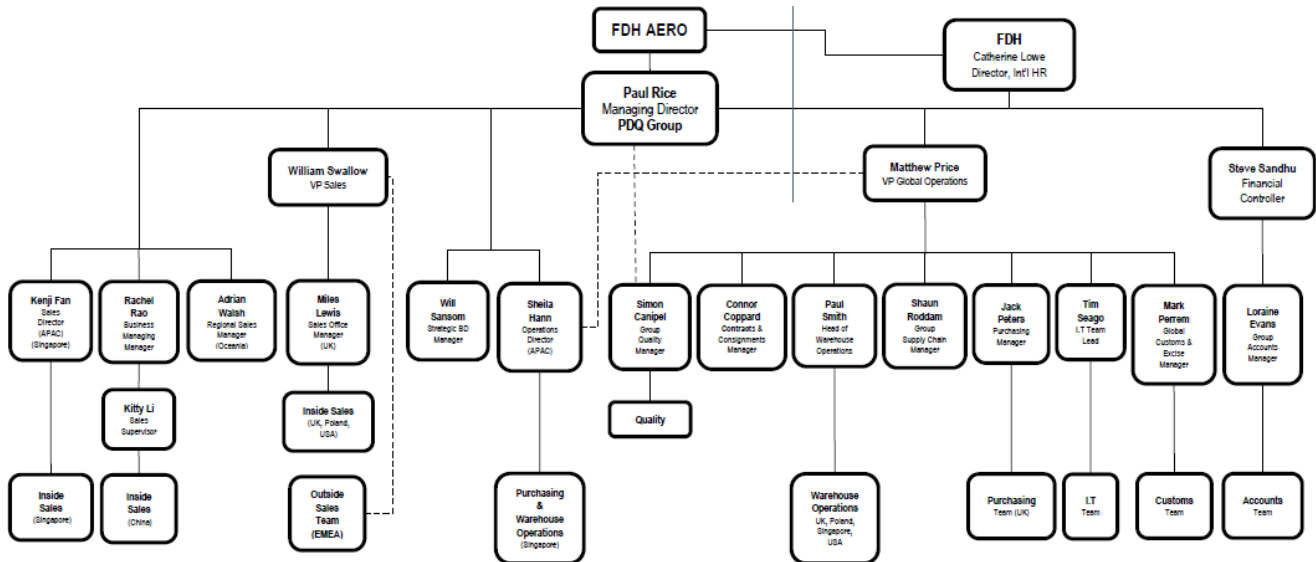 FDH AERO
FDH
Catherine Lowe
Director, Int'l HR
Paul Rice
Managing Director
PDQ Group
William Swallow
VP Sales
Matthew Price
VP Global Operations
Steve Sandhu
Financial
Controller
Kenji Fan
Sales
Director
(APAC)
(Singapore)
Rachel
Rao
Business
Managing
Manager
Adrian
Walsh
Regional Sales
Manager
(Oceania)
Miles
Lewis
Sales Office
Manager
(UK)
Will
Sansom
Strategic BD
Manager
Sheila
Hann
Operations
Director
(APAC)
Simon
Canipel
Group
Quality
Manager
Connor
Coppard
Contracts &
Consignments
Manager
Paul
Smith
Head of
Warehouse
Operations
Shaun
Roddam
Group
Supply Chain
Manager
Jack
Peters
Purchasing
Manager
Tim
Seago
I.T Team
Lead
Mark
Perrem
Global
Customs &
Excise
Manager
Loraine
Evans
Group
Accounts
Manager
Kitty Li
Sales
Supervisor
Inside Sales
(UK, Poland,
USA)
Quality
Inside
Sales
(Singapore)
Inside
Sales
(China)
Outside
Sales
Team
(EMEA)
Purchasing
&
Warehouse
Operations
(Singapore)
Warehouse
Operations
UK, Poland,
Singapore,
USA
Purchasing
Team (UK)
I.T
Team
Customs
Team
Accounts
Team